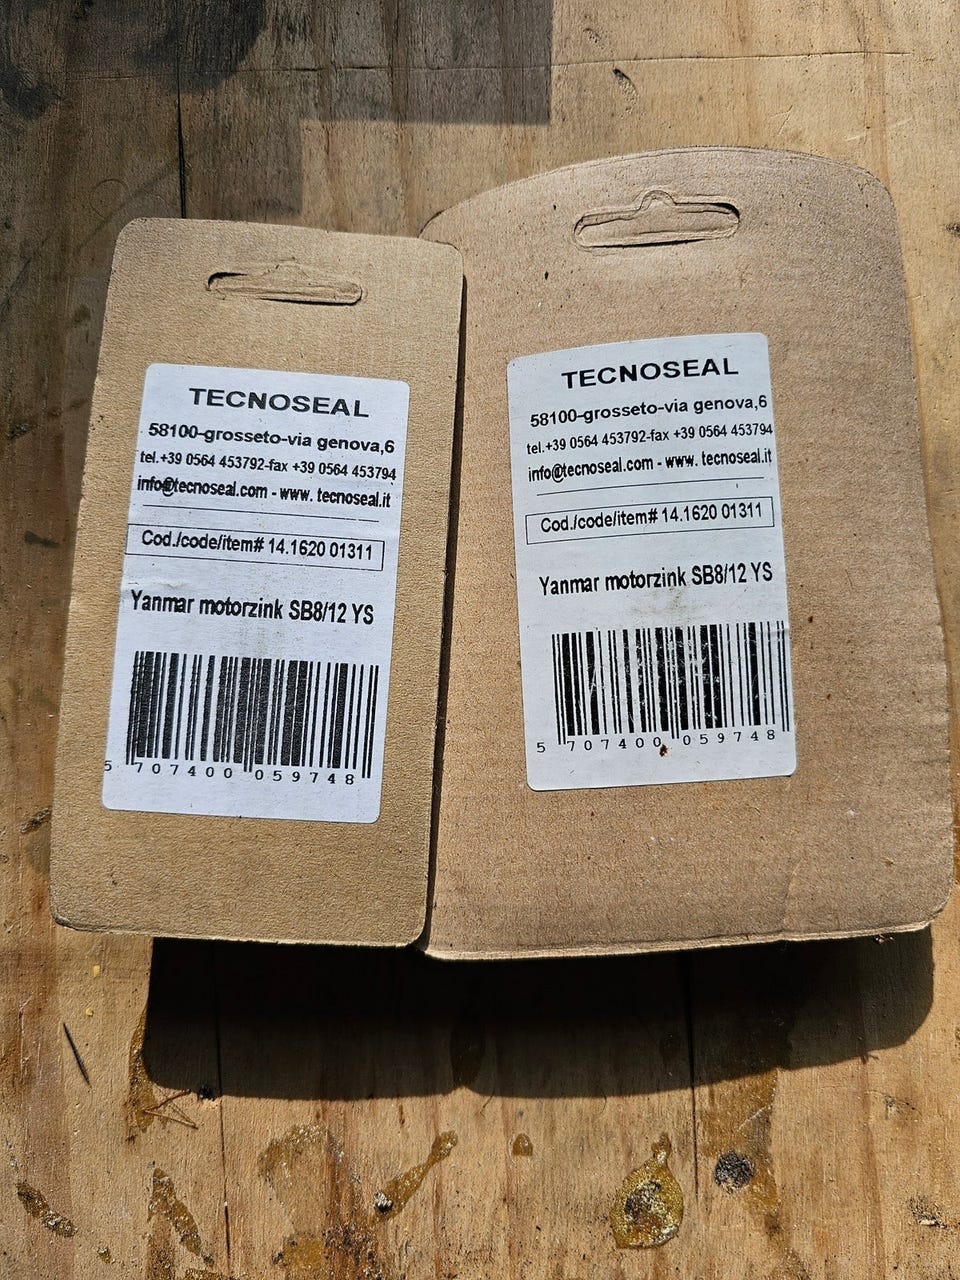 TECNOSEAL
58100-grosseto-via genova,6
tel.+39 0564 453792-fax +39 0564 453794
info@tecnoseal.com - www. tecnoseal.it
Cod./code/item# 14.1620 01311
Yanmar motorzink SB8/12 YS
5 707400 059748
TECNOSEAL
58100-grosseto-via genova,6
tel.+39 0564 453792-fax +39 0564 453794
info@tecnoseal.com - www. tecnoseal.it
Cod./code/item# 14.1620 01311
Yanmar motorzink SB8/12 YS
5 707400 059748